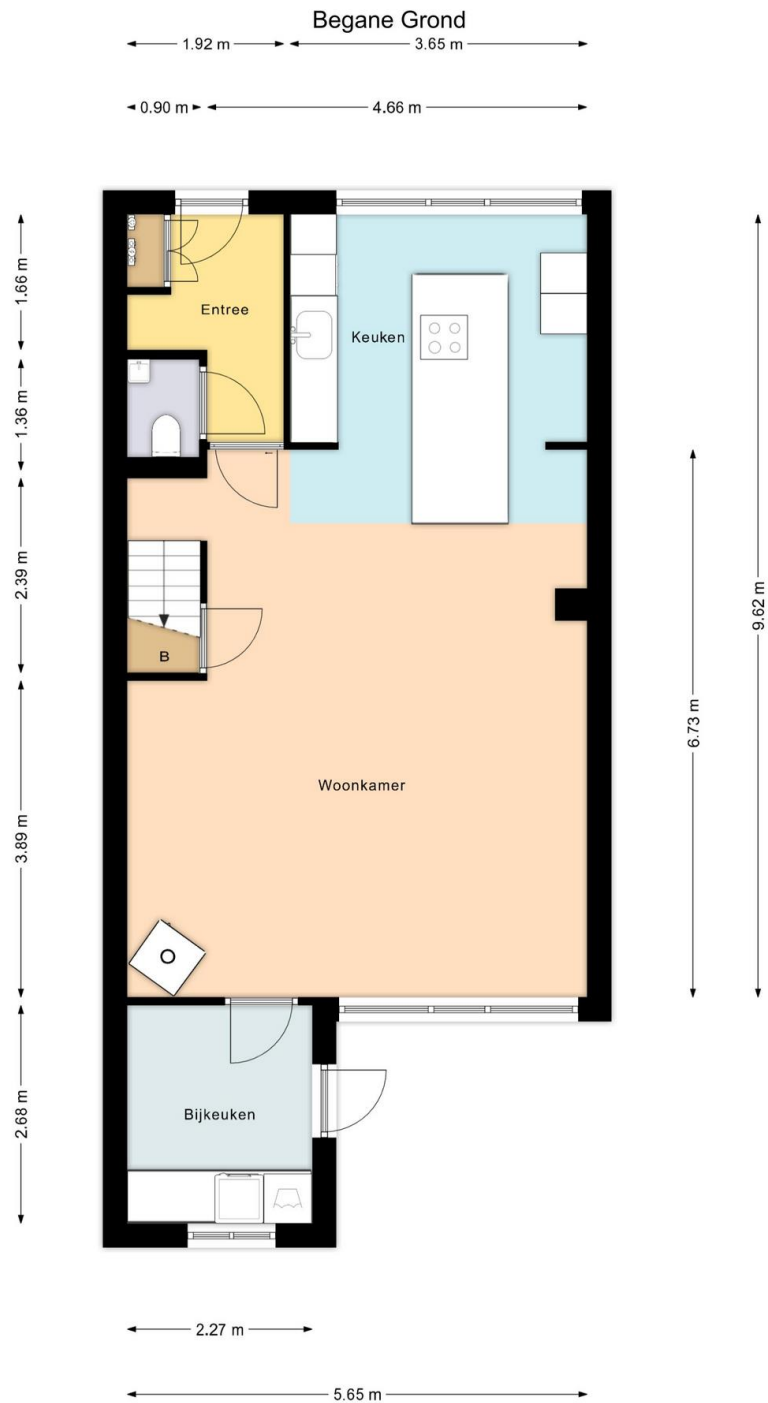 Begane Grond
1.92 m
3.65 m
0.90 m
4.66 m
1.66 m
Entree
Keuken
1.36 m
2.39 m
9.62 m
B
6.73 m
Woonkamer
3.89 m
Bijkeuken
2.68 m
2.27 m
5.65 m